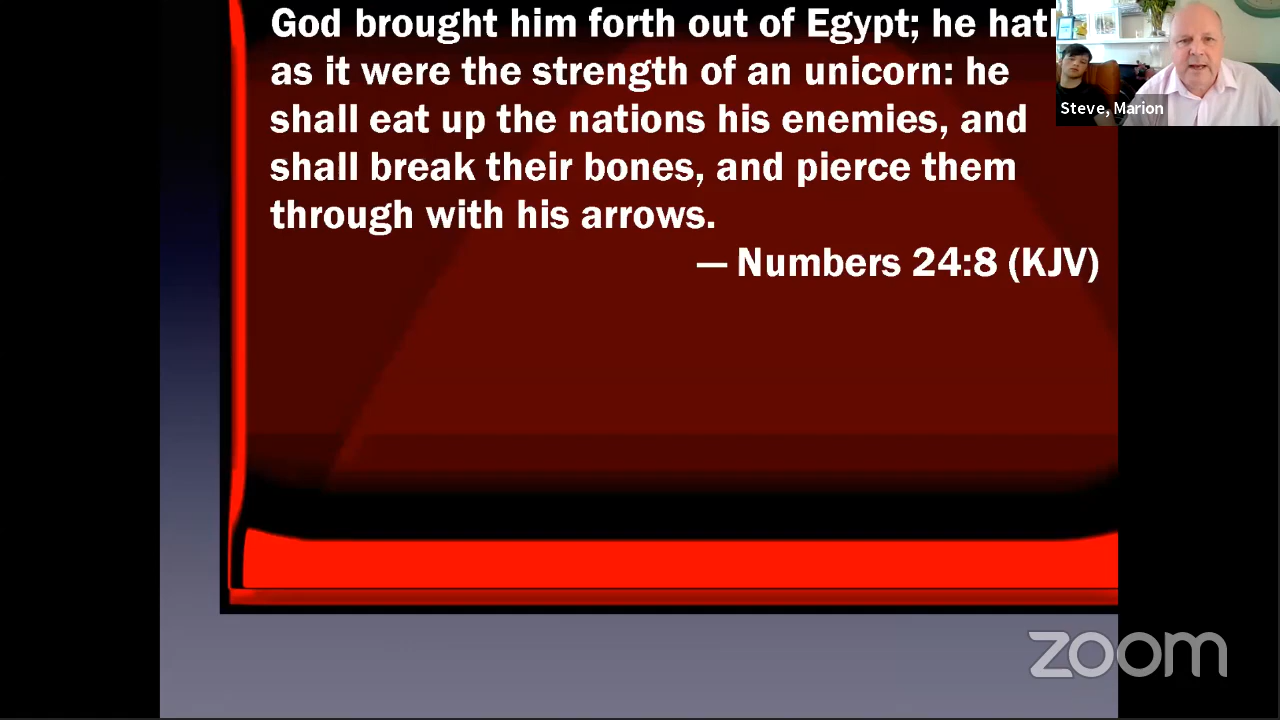 God brought him forth out of Egypt; he hath
as it were the strength of an unicorn: he
shall eat up the nations his enemies, and
shall break their bones, and pierce them
through with his arrows.
— Numbers 24:8 (KJV)
Steve, Marion
zoom